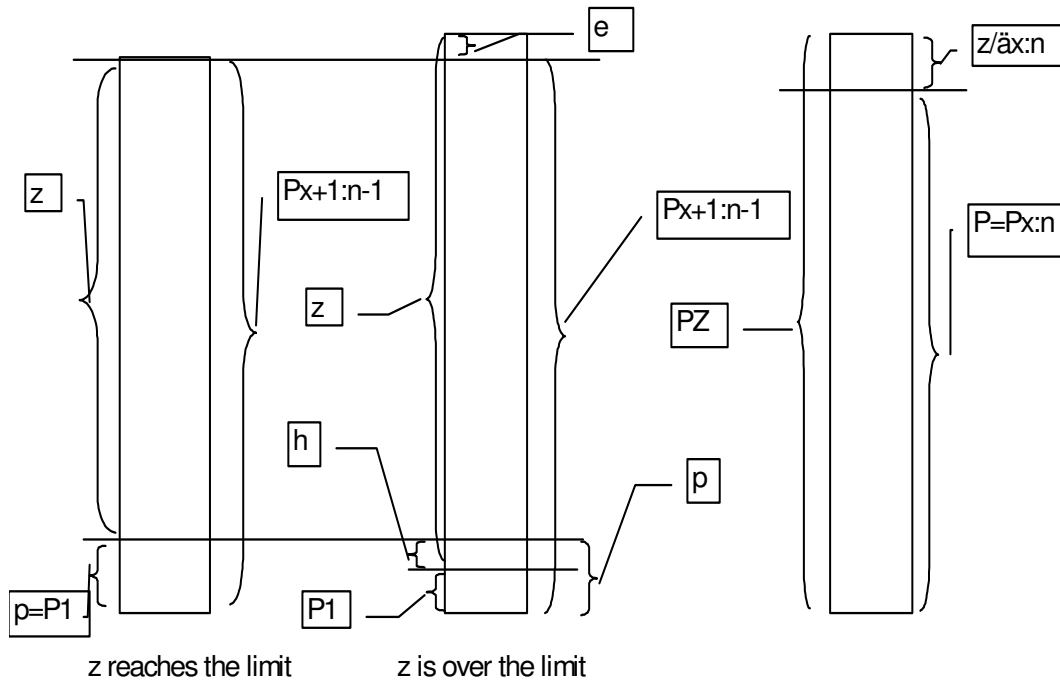 e
z/äx:n
z
Px+1:n-1
Px+1:n-1
P=Px:n
z
PZ
h
p
p=P1
P1
z reaches the limit
z is over the limit